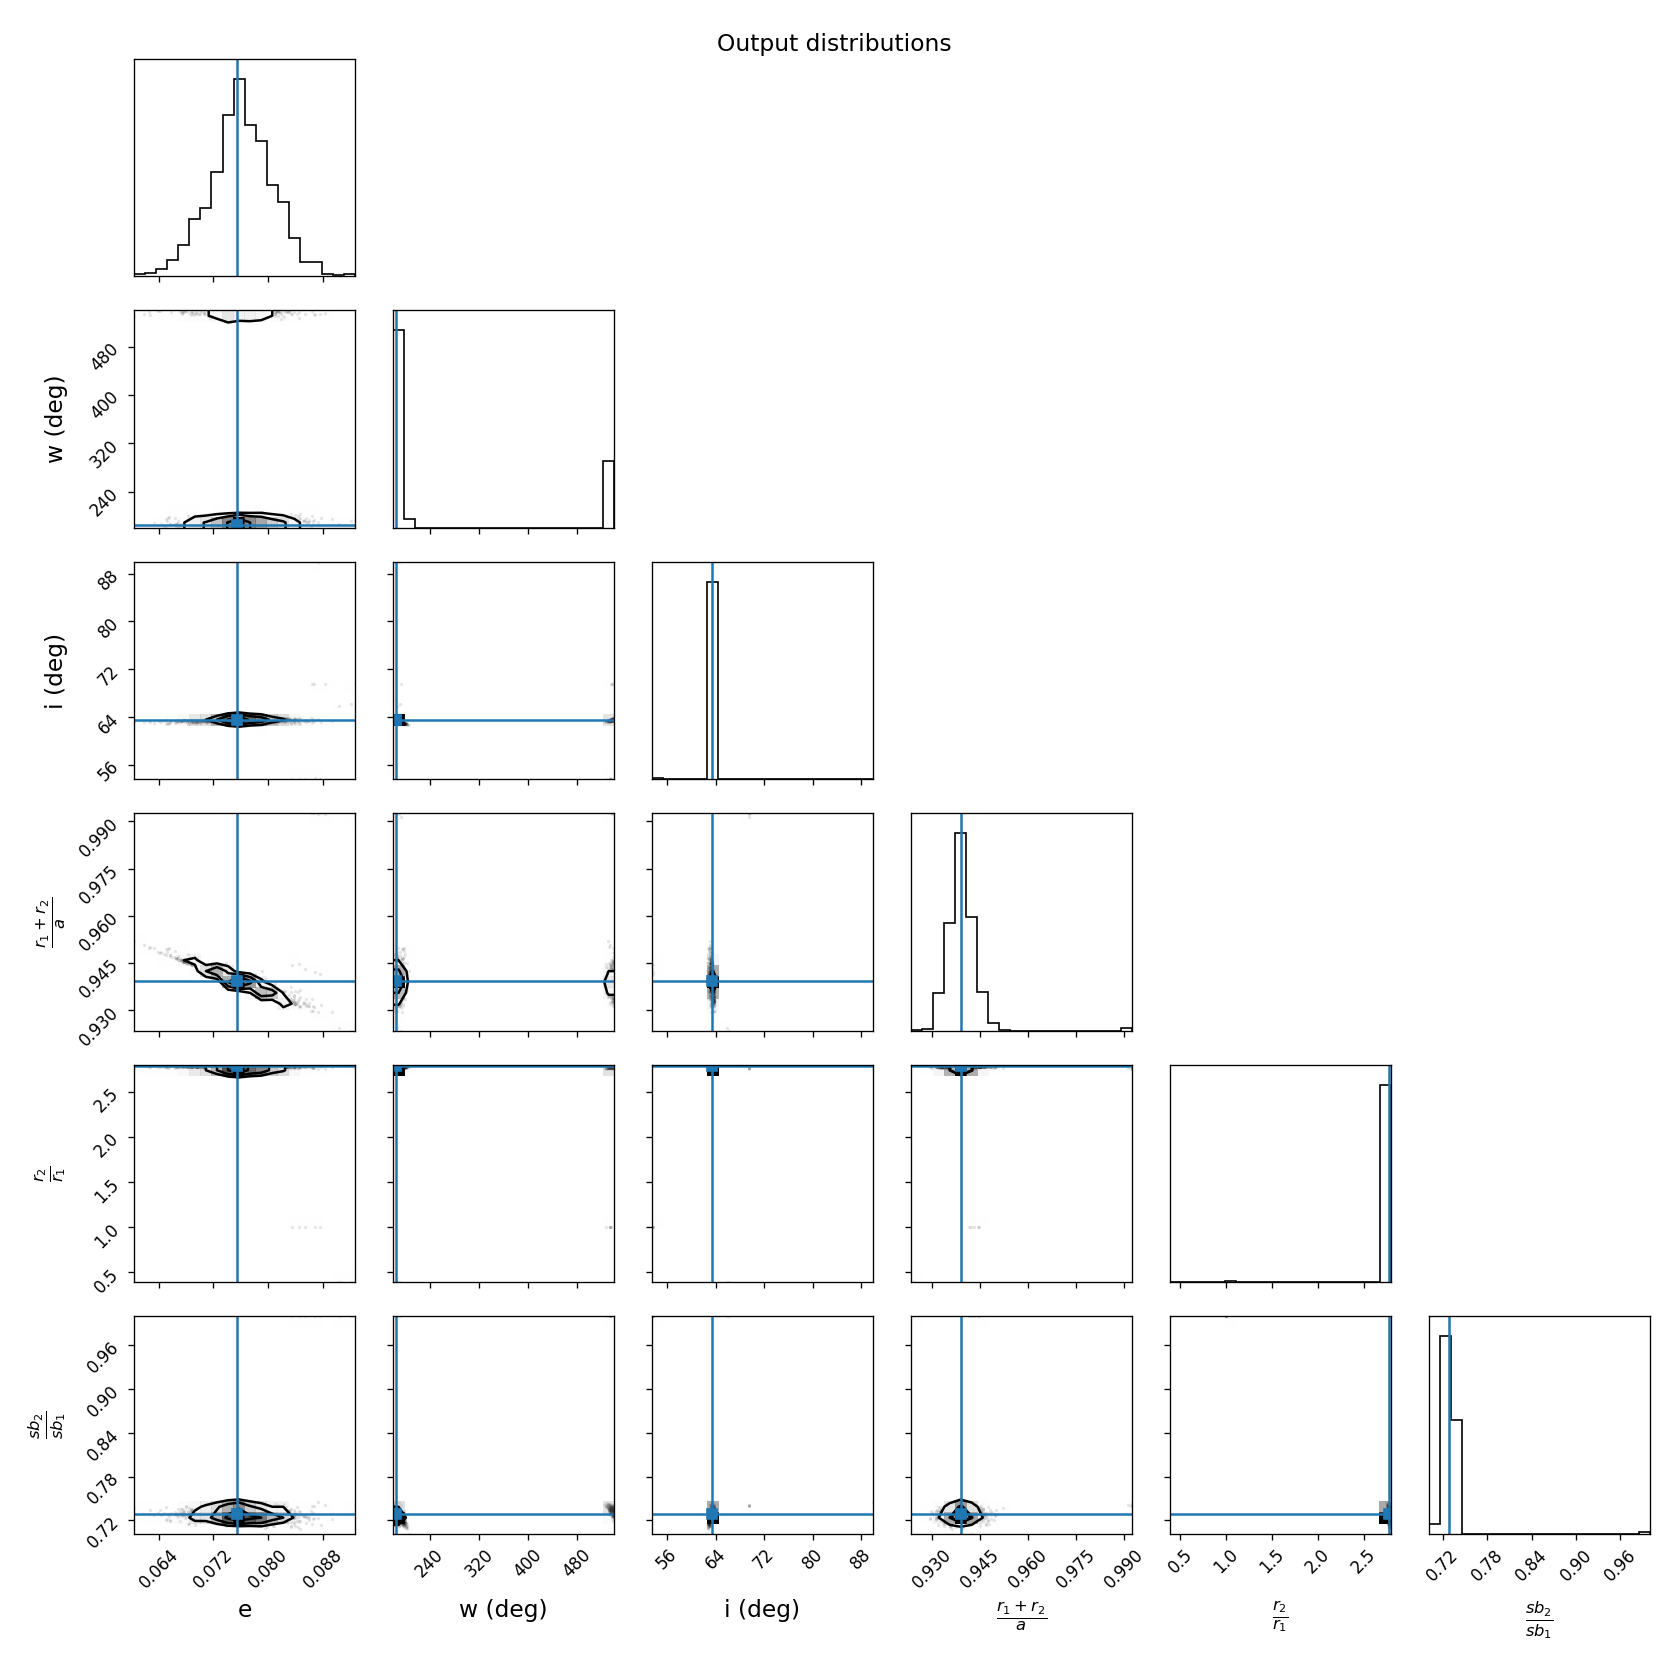 Output distributions
w (deg)
480
400
320
240
i (deg)
88
80
72
64
56
r₁ + r₂
a
0.990
0.975
0.960
0.945
0.930
r₂
r₁
2.5
2.0
1.5
1.0
0.5
sb₂
sb₁
0.96
0.90
0.84
0.78
0.72
0.064 0.072 0.080 0.088
240 320 400 480
56 64 72 80 88
0.930 0.945 0.960 0.975 0.990
0.5 1.0 1.5 2.0 2.5
0.72 0.78 0.84 0.90 0.96
e
w (deg)
i (deg)
r₁ + r₂
a
r₂
r₁
sb₂
sb₁